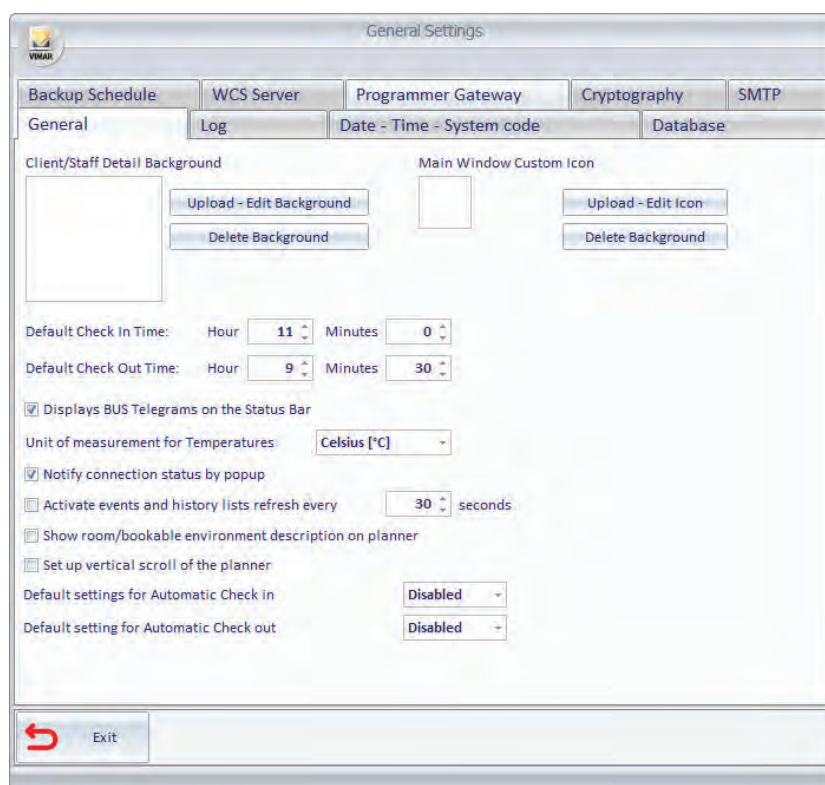 General Settings
VIMAR
Backup Schedule WCS Server Programmer Gateway Cryptography SMTP
General Log Date - Time - System code Database
Client/Staff Detail Background Main Window Custom Icon
Upload - Edit Background Upload - Edit Icon
Delete Background Delete Background
Default Check In Time: Hour 11 Minutes 0
Default Check Out Time: Hour 9 Minutes 30
Displays BUS Telegrams on the Status Bar
Unit of measurement for Temperatures Celsius [°C]
Notify connection status by popup
Activate events and history lists refresh every 30 seconds
Show room/bookable environment description on planner
Set up vertical scroll of the planner
Default settings for Automatic Check in Disabled
Default setting for Automatic Check out Disabled
Exit